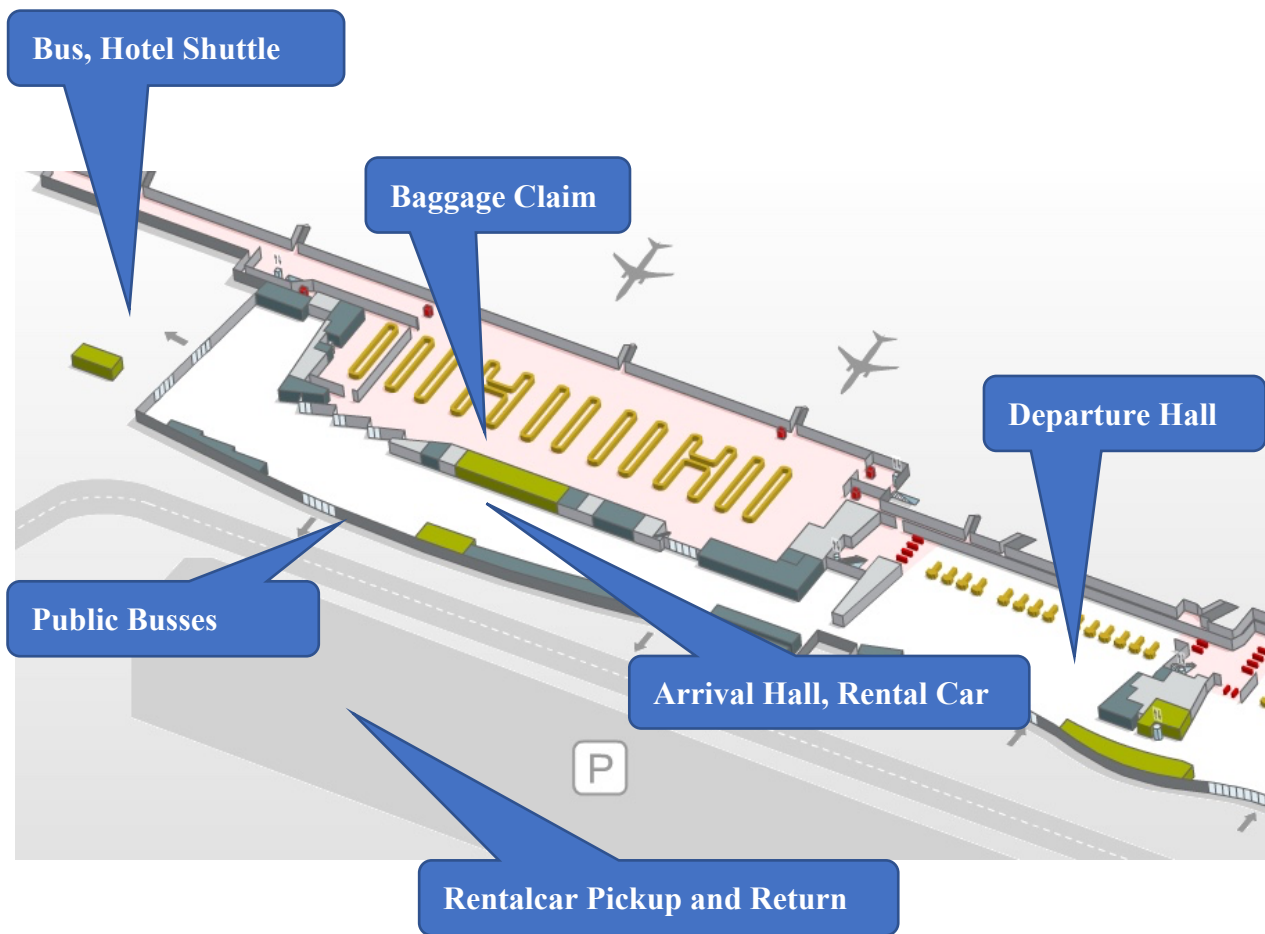 Bus, Hotel Shuttle
Baggage Claim
Departure Hall
Public Busses
Arrival Hall, Rental Car
P
Rentalcar Pickup and Return